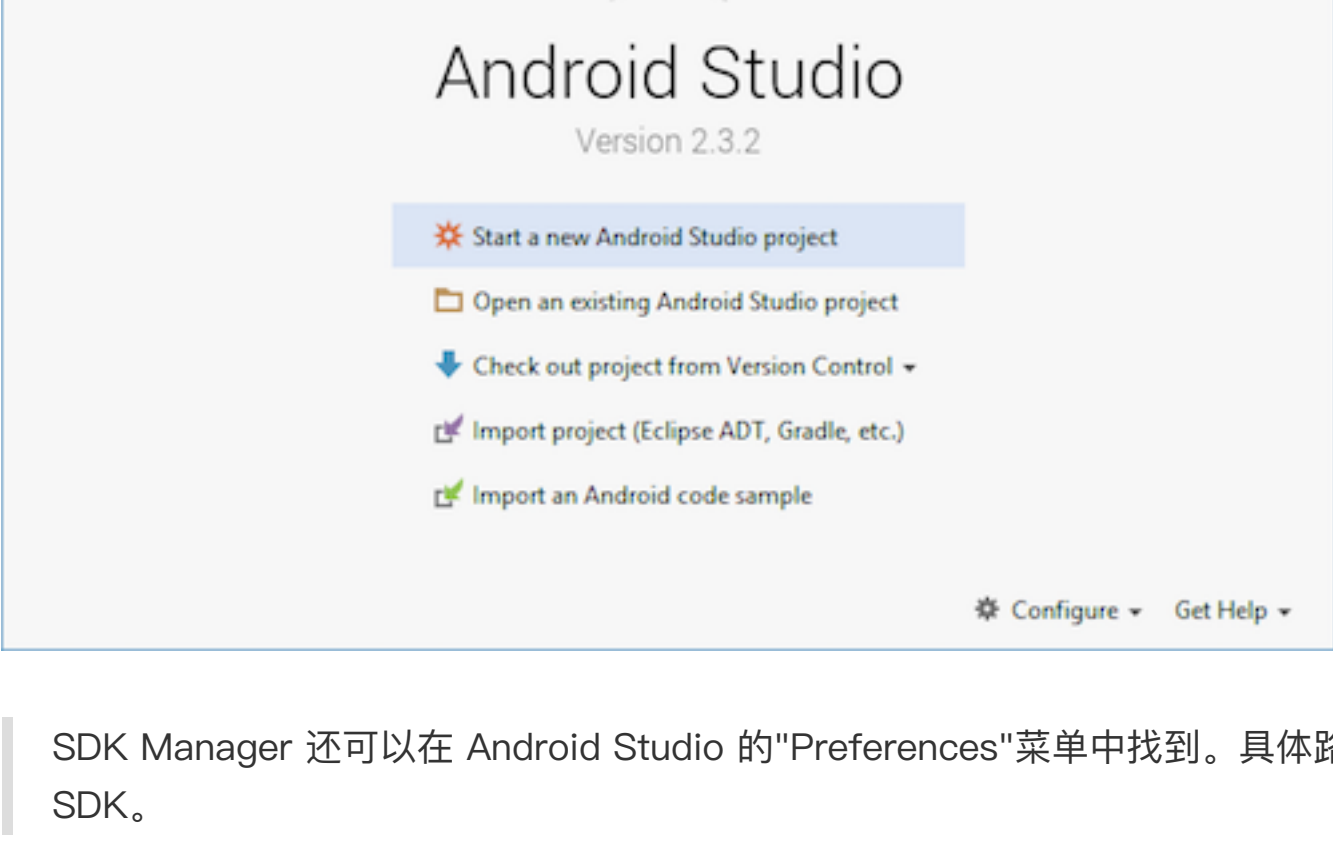 Android Studio
Version 2.3.2
Start a new Android Studio project
Open an existing Android Studio project
Check out project from Version Control
Import project (Eclipse ADT, Gradle, etc.)
Import an Android code sample
Configure
Get Help
SDK Manager 还可以在 Android Studio 的"Preferences"菜单中找到。具体路
SDK。